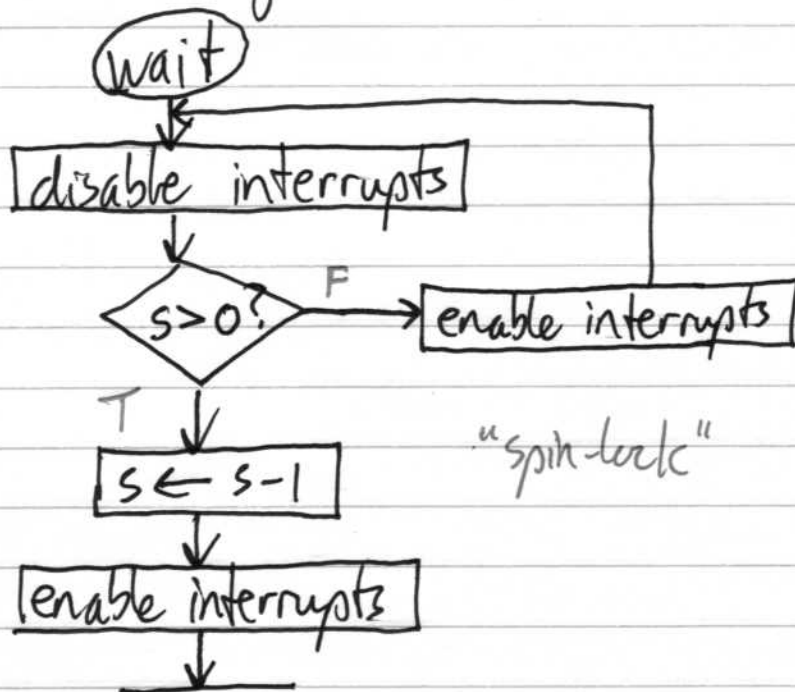 wait
disable interrupts
s>0?
F
enable interrupts
T
s ← s-1
"spin-lock"
enable interrupts